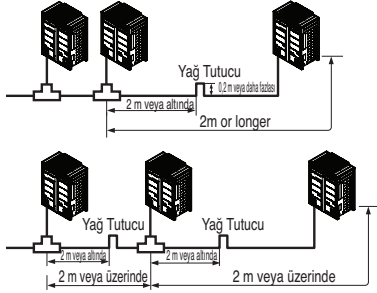 Yağ Tutucu
0,2 m veya daha fazlası
2 m veya altında
2m or longer
Yağ Tutucu
Yağ Tutucu
2 m veya altında
2 m veya altında
2 m veya üzerinde
2 m veya üzerinde